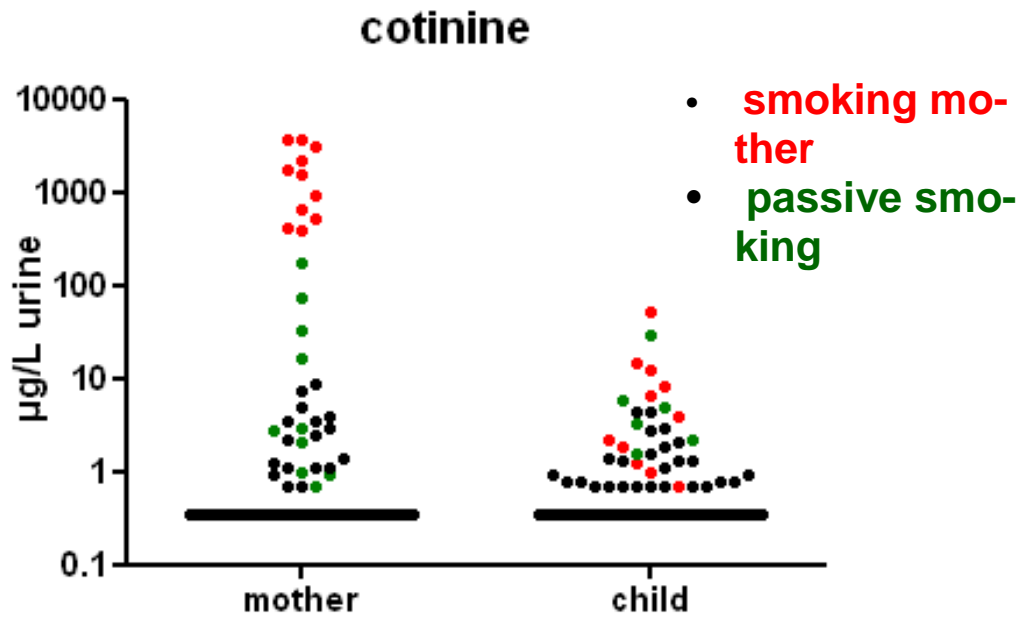 cotinine
10000
1000
100
10
1
0.1
µg/L urine
mother
child
• smoking mo-
ther
• passive smo-
king